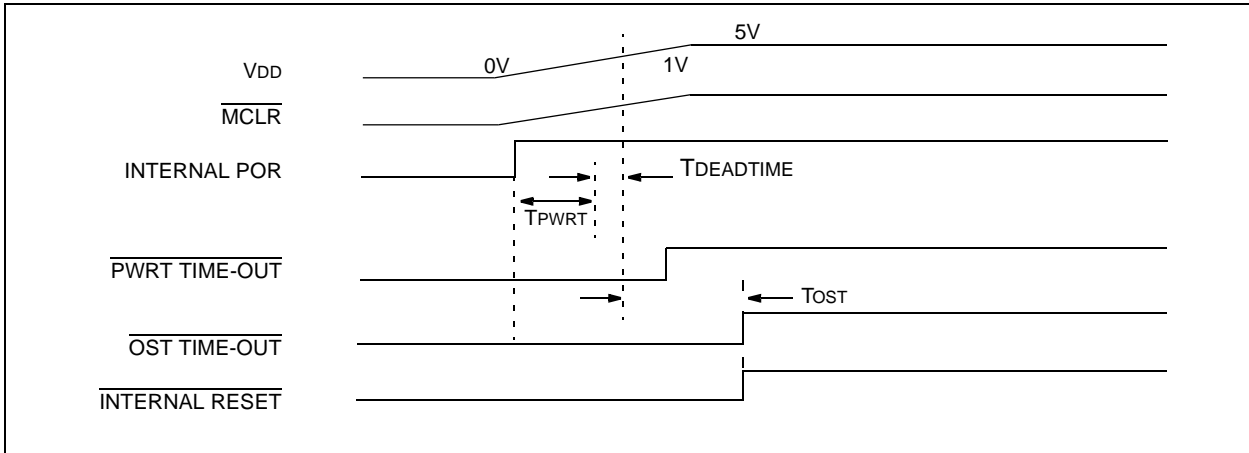 5V
VDD 0V 1V
MCLR
INTERNAL POR TDEADTIME
TPWRT
PWRT TIME-OUT
TOST
OST TIME-OUT
INTERNAL RESET